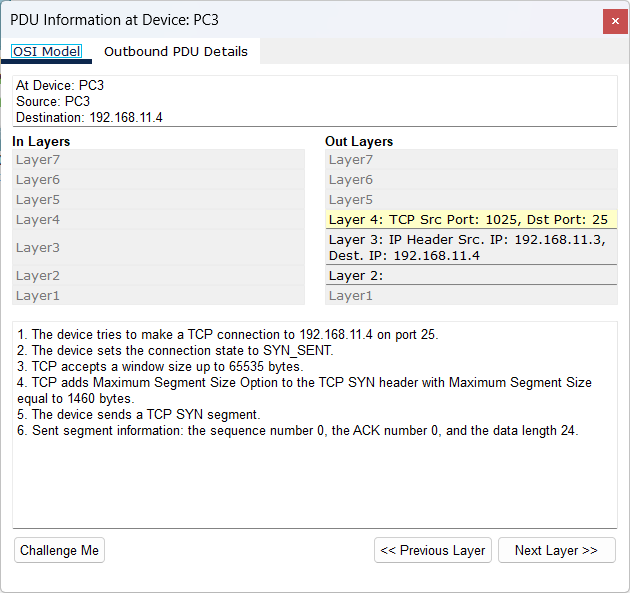 PDU Information at Device: PC3
OSI Model
Outbound PDU Details
At Device: PC3
Source: PC3
Destination: 192.168.11.4
In Layers
Layer7
Layer6
Layer5
Layer4
Layer3
Layer2
Layer1
Out Layers
Layer7
Layer6
Layer5
Layer 4: TCP Src Port: 1025, Dst Port: 25
Layer 3: IP Header Src. IP: 192.168.11.3,
Dest. IP: 192.168.11.4
Layer 2:
Layer1
1. The device tries to make a TCP connection to 192.168.11.4 on port 25.
2. The device sets the connection state to SYN_SENT.
3. TCP accepts a window size up to 65535 bytes.
4. TCP adds Maximum Segment Size Option to the TCP SYN header with Maximum Segment Size
equal to 1460 bytes.
5. The device sends a TCP SYN segment.
6. Sent segment information: the sequence number 0, the ACK number 0, and the data length 24.
Challenge Me
<< Previous Layer
Next Layer >>